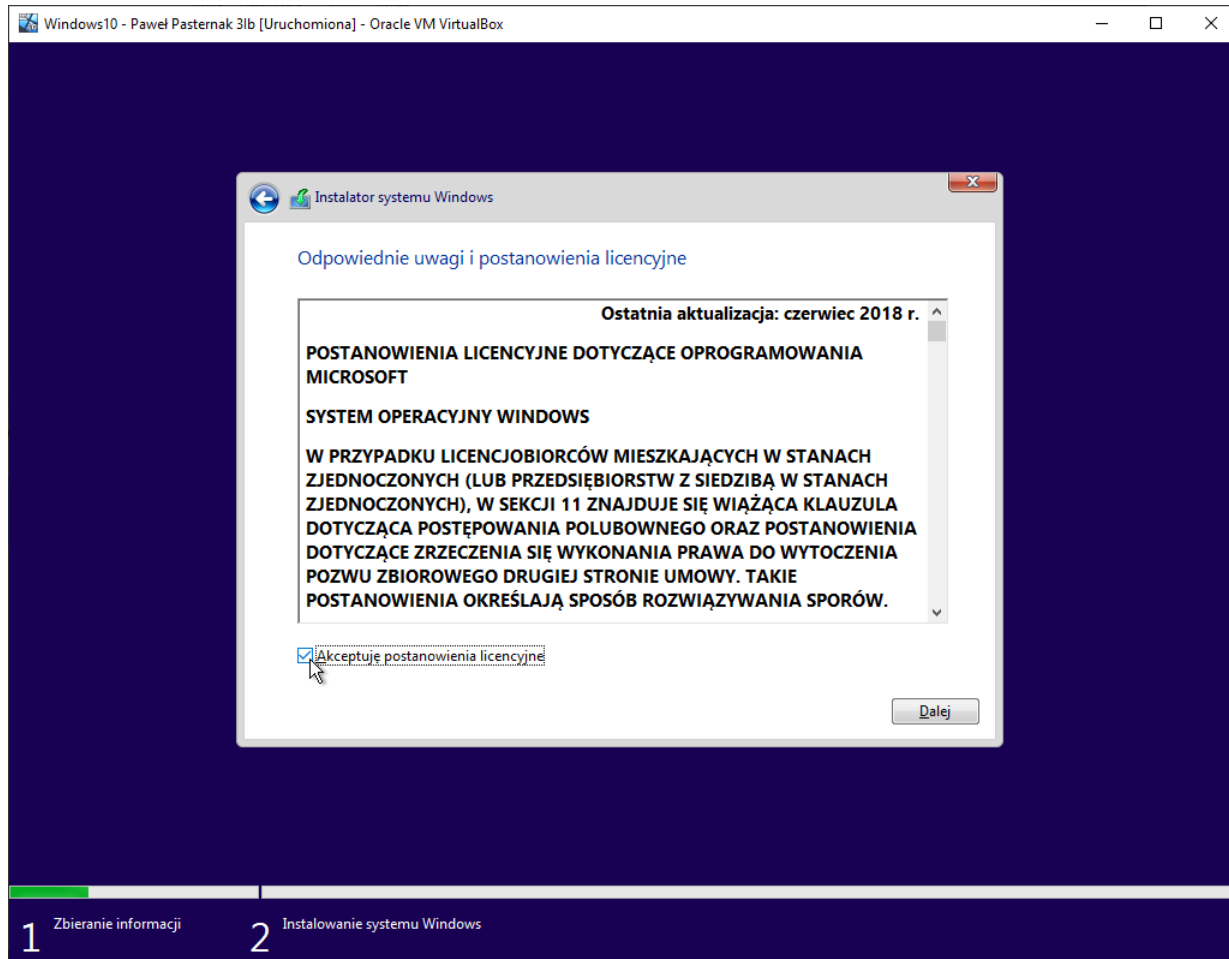 Windows10 - Paweł Pasternak 3lb [Uruchomiona] - Oracle VM VirtualBox
Instalator systemu Windows
Odpowiednie uwagi i postanowienia licencyjne
Ostatnia aktualizacja: czerwiec 2018 r.
POSTANOWIENIA LICENCYJNE DOTYCZĄCE OPROGRAMOWANIA
MICROSOFT
SYSTEM OPERACYJNY WINDOWS
W PRZYPADKU LICENCJOBIORCÓW MIESZKAJĄCYCH W STANACH
ZJEDNOCZONYCH (LUB PRZEDSIĘBIORSTW Z SIEDZIBĄ W STANACH
ZJEDNOCZONYCH), W SEKCJI 11 ZNAJDUJE SIĘ WIĄŻĄCA KLAUZULA
DOTYCZĄCA POSTĘPOWANIA POLUBOWNEGO ORAZ POSTANOWIENIA
DOTYCZĄCE ZRZECZENIA SIĘ WYKONANIA PRAWA DO WYTOCZENIA
POZWU ZBIOROWEGO DRUGIEJ STRONIE UMOWY. TAKIE
POSTANOWIENIA OKREŚLAJĄ SPOSÓB ROZWIĄZYWANIA SPORÓW.
Akceptuję postanowienia licencyjne
Dalej
1 Zbieranie informacji
2 Instalowanie systemu Windows